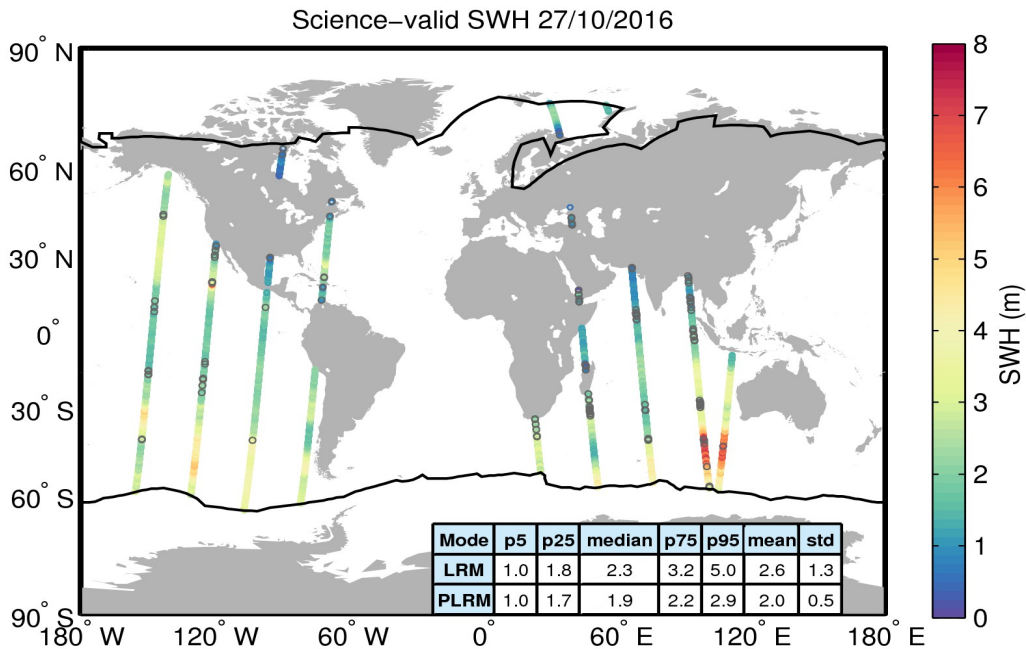 Science−valid SWH 27/10/2016
90° N
60° N
30° N
0°
30° S
60° S
90° S
180° W
120° W
60° W
0°
60° E
120° E
180° E
8
7
6
5
4
3
2
1
0
SWH (m)
Mode p5 p25 median p75 p95 mean std
LRM 1.0 1.8 2.3 3.2 5.0 2.6 1.3
PLRM 1.0 1.7 1.9 2.2 2.9 2.0 0.5